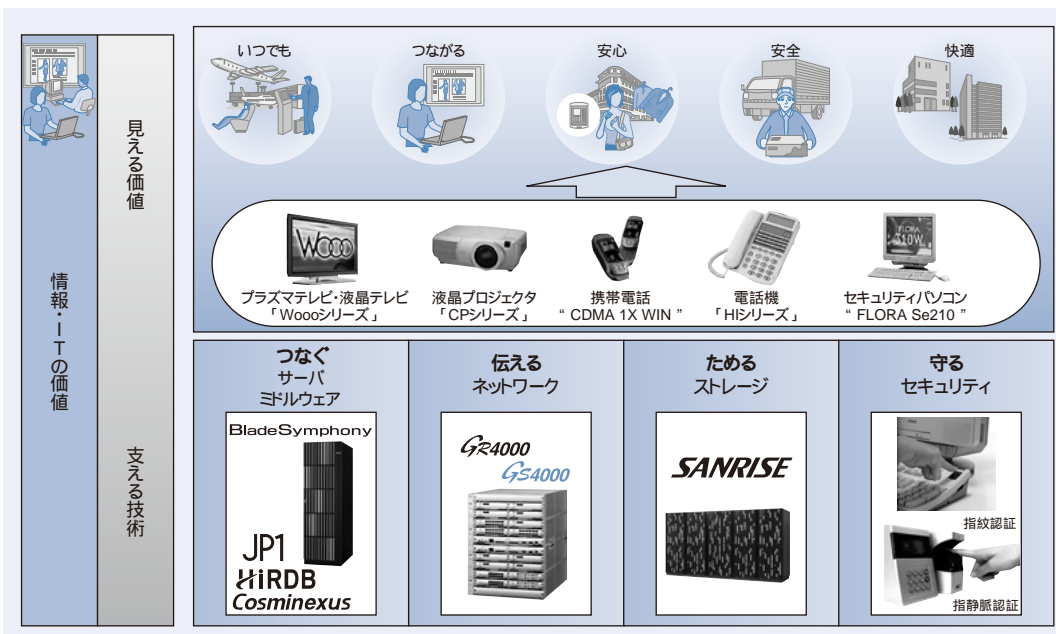 情報・ITの価値
見える価値
支える技術
いつでも
つながる
安心
安全
快適
Wooo
FLORA
310W
プラズマテレビ・液晶テレビ
「Woooシリーズ」
液晶プロジェクタ
「CPシリーズ」
携帯電話
“ CDMA 1X WIN ”
電話機
「HIシリーズ」
セキュリティパソコン
“ FLORA Se210 ”
つなぐ
サーバ
ミドルウェア
BladeSymphony
JP1
HiRDB
Cosminexus
伝える
ネットワーク
GR4000
GS4000
ためる
ストレージ
SANRISE
守る
セキュリティ
指紋認証
指静脈認証